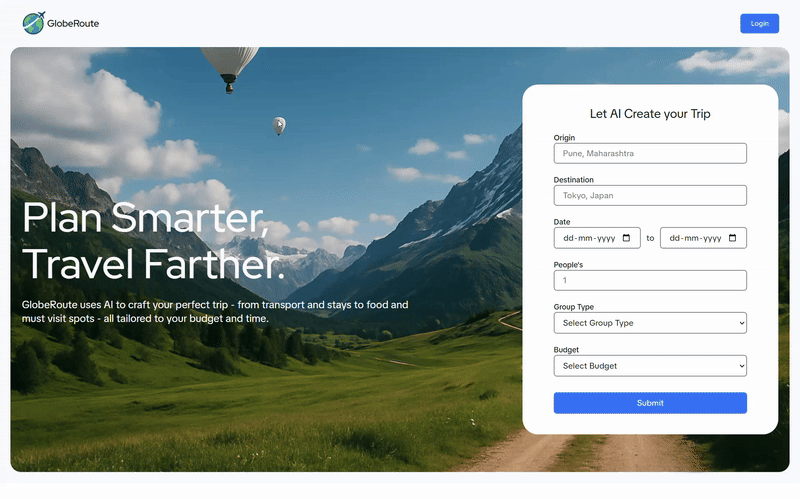 GlobeRoute
Login
Plan Smarter,
Travel Farther.
GlobeRoute uses AI to craft your perfect trip - from transport and stays to food and
must visit spots - all tailored to your budget and time.
Let AI Create your Trip
Origin
Pune, Maharashtra
Destination
Tokyo, Japan
Date
dd-mm-yyyy to dd-mm-yyyy
People's
1
Group Type
Select Group Type
Budget
Select Budget
Submit